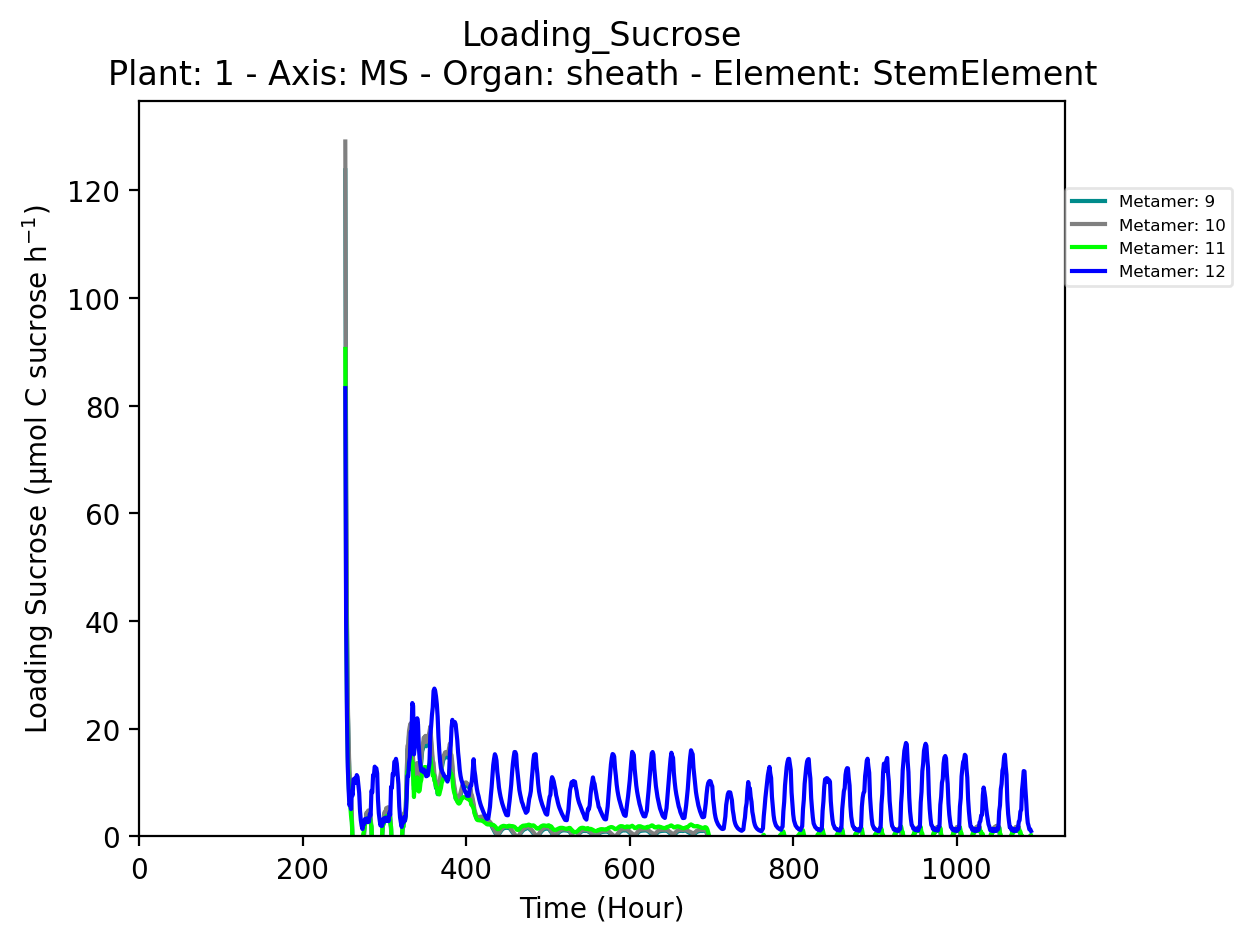 Loading_Sucrose
Plant: 1 - Axis: MS - Organ: sheath - Element: StemElement
Loading Sucrose (µmol C sucrose h⁻¹)
120
100
80
60
40
20
0
0 200 400 600 800 1000
Time (Hour)
Metamer: 9
Metamer: 10
Metamer: 11
Metamer: 12